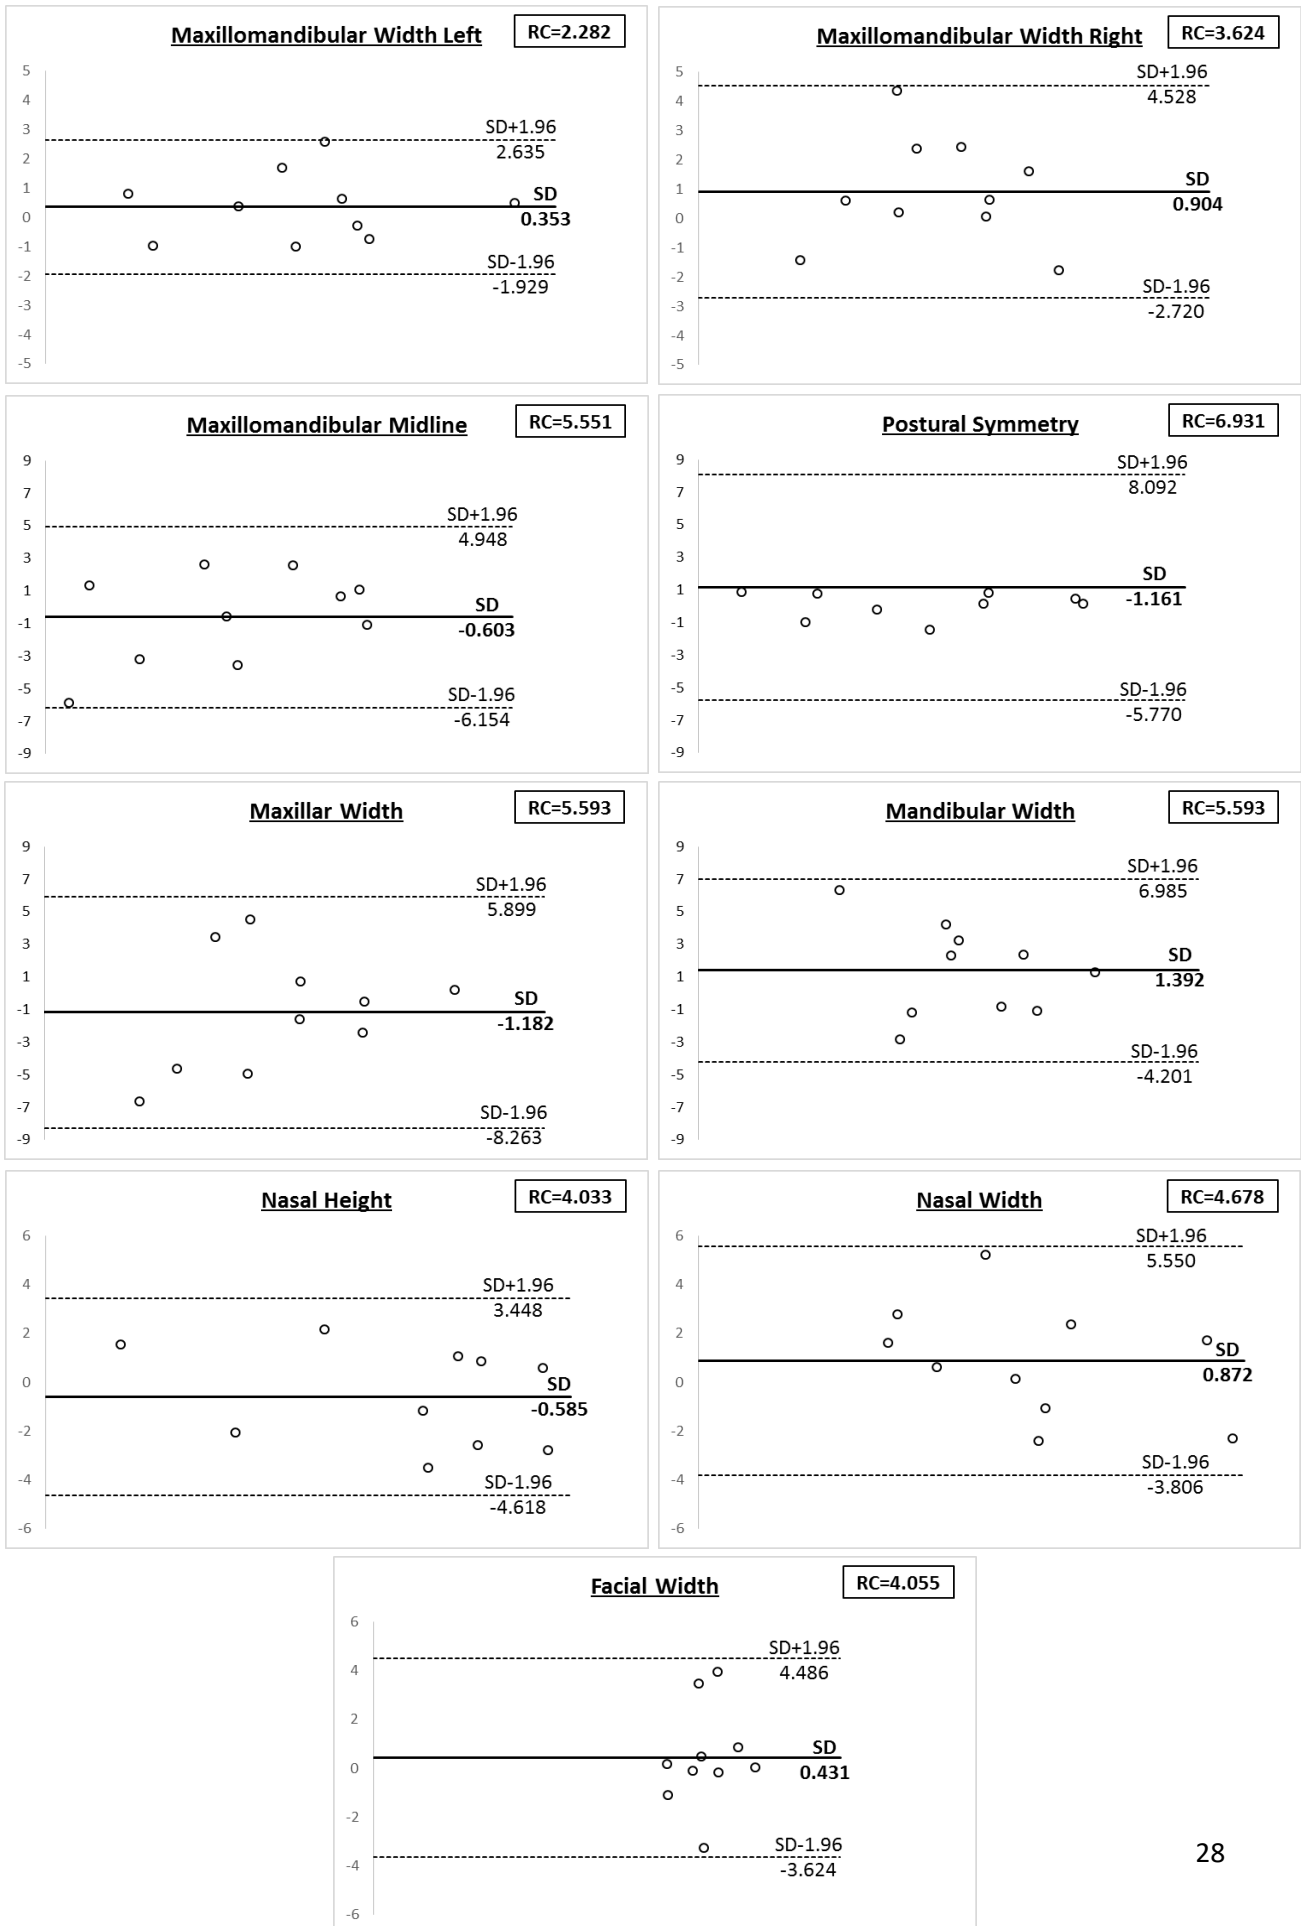 Maxillomandibular Width Left
RC=2.282
5
4
3
2
1
0
-1
-2
-3
-4
-5
SD+1.96
2.635
SD
0.353
SD-1.96
-1.929
Maxillomandibular Width Right
RC=3.624
5
4
3
2
1
0
-1
-2
-3
-4
-5
SD+1.96
4.528
SD
0.904
SD-1.96
-2.720
Maxillomandibular Midline
RC=5.551
9
7
5
3
1
-1
-3
-5
-7
-9
SD+1.96
4.948
SD
-0.603
SD-1.96
-6.154
Postural Symmetry
RC=6.931
9
7
5
3
1
-1
-3
-5
-7
-9
SD+1.96
8.092
SD
-1.161
SD-1.96
-5.770
Maxillar Width
RC=5.593
9
7
5
3
1
-1
-3
-5
-7
-9
SD+1.96
5.899
SD
-1.182
SD-1.96
-8.263
Mandibular Width
RC=5.593
9
7
5
3
1
-1
-3
-5
-7
-9
SD+1.96
6.985
SD
1.392
SD-1.96
-4.201
Nasal Height
RC=4.033
6
4
2
0
-2
-4
-6
SD+1.96
3.448
SD
-0.585
SD-1.96
-4.618
Nasal Width
RC=4.678
6
4
2
0
-2
-4
-6
SD+1.96
5.550
SD
0.872
SD-1.96
-3.806
Facial Width
RC=4.055
6
4
2
0
-2
-4
-6
SD+1.96
4.486
SD
0.431
SD-1.96
-3.624
28